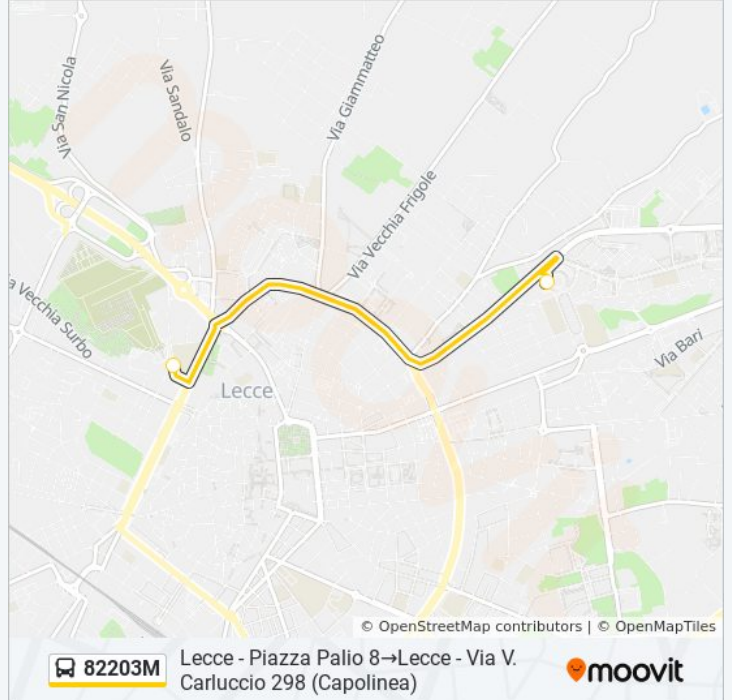 Via San Nicola
Via Sandalo
Via Giammatteo
Via Vecchia Frigole
a Vecchia Surbo
Via Bari
Lecce
© OpenStreetMap contributors | © OpenMapTiles
82203M
Lecce - Piazza Palio 8→Lecce - Via V.
Carluccio 298 (Capolinea)
moovit